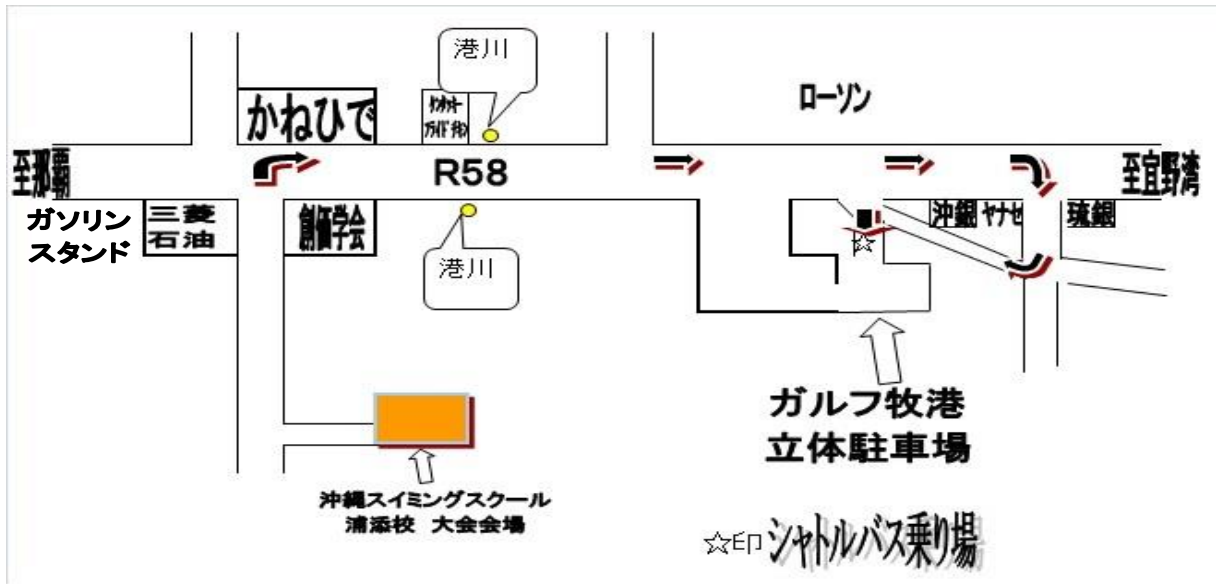 港川
かねひで
ローソン
至那覇
R58
至宜野湾
ガソリン
スタンド
三菱
石油
創価学会
港川
沖銀
ヤナセ
琉銀
ガルフ牧港
立体駐車場
沖縄スイミングスクール
浦添校 大会会場
☆印 シャトルバス乗り場